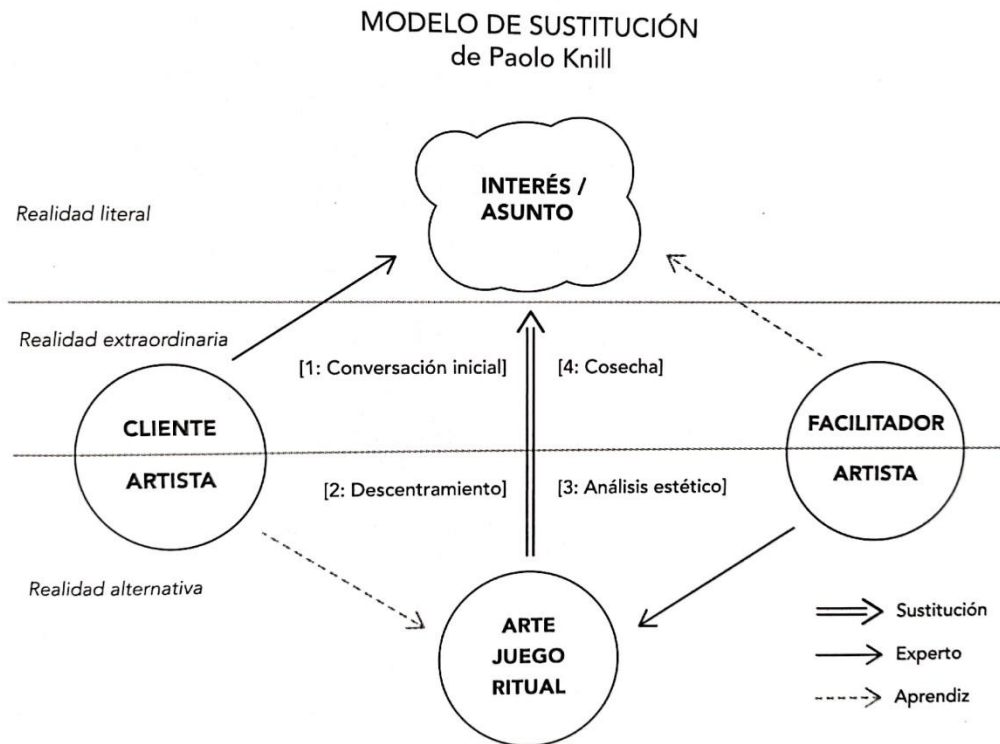 MODELO DE SUSTITUCIÓN
de Paolo Knill
INTERÉS /
ASUNTO
Realidad literal
Realidad extraordinaria
[1: Conversación inicial]
[4: Cosecha]
CLIENTE
ARTISTA
FACILITADOR
ARTISTA
[2: Descentramiento]
[3: Análisis estético]
Realidad alternativa
ARTE
JUEGO
RITUAL
Sustitución
Experto
Aprendiz